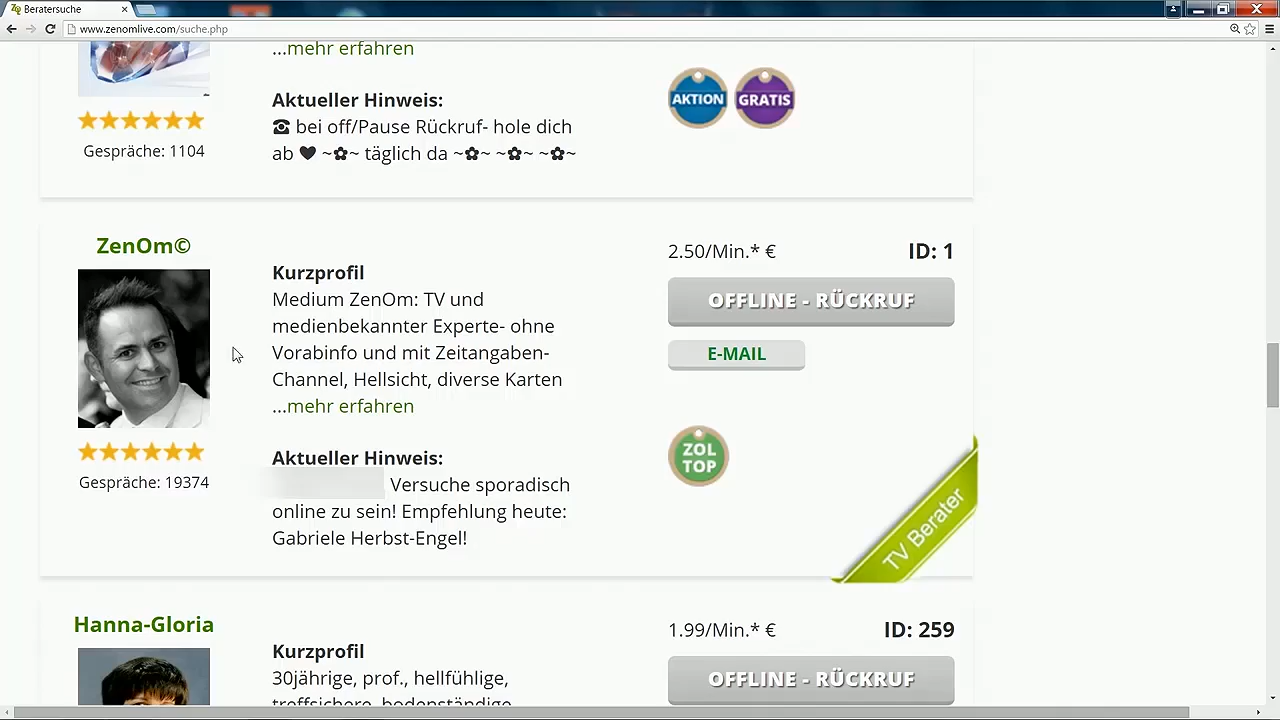 Beratersuche
www.zenomlive.com/suche.php
...mehr erfahren
Aktueller Hinweis:
☎ bei off/Pause Rückruf- hole dich
ab ♥ ~✿~ täglich da ~✿~ ~✿~ ~✿~
AKTION
GRATIS
Gespräche: 1104
ZenOm©
Kurzprofil
Medium ZenOm: TV und
medienbekannter Experte- ohne
Vorabinfo und mit Zeitangaben-
Channel, Hellsicht, diverse Karten
...mehr erfahren
Aktueller Hinweis:
Versuche sporadisch
online zu sein! Empfehlung heute:
Gabriele Herbst-Engel!
Gespräche: 19374
2.50/Min.* €
ID: 1
OFFLINE - RÜCKRUF
E-MAIL
ZOL
TOP
TV Berater
Hanna-Gloria
Kurzprofil
30jährige, prof., hellfühlige,
treffsichere, bodenständige
1.99/Min.* €
ID: 259
OFFLINE - RÜCKRUF